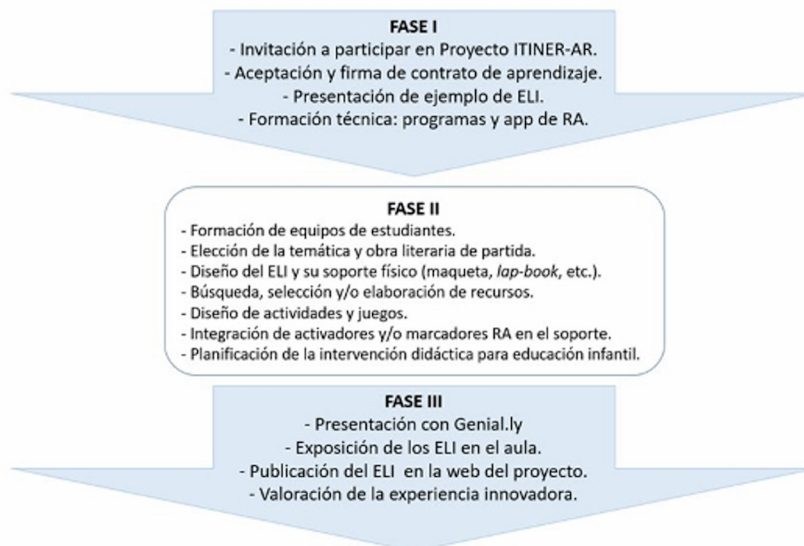 FASE I
- Invitación a participar en Proyecto ITINER-AR.
- Aceptación y firma de contrato de aprendizaje.
- Presentación de ejemplo de ELI.
- Formación técnica: programas y app de RA.
FASE II
- Formación de equipos de estudiantes.
- Elección de la temática y obra literaria de partida.
- Diseño del ELI y su soporte físico (maqueta, lap-book, etc.).
- Búsqueda, selección y/o elaboración de recursos.
- Diseño de actividades y juegos.
- Integración de activadores y/o marcadores RA en el soporte.
- Planificación de la intervención didáctica para educación infantil.
FASE III
- Presentación con Genial.ly
- Exposición de los ELI en el aula.
- Publicación del ELI en la web del proyecto.
- Valoración de la experiencia innovadora.